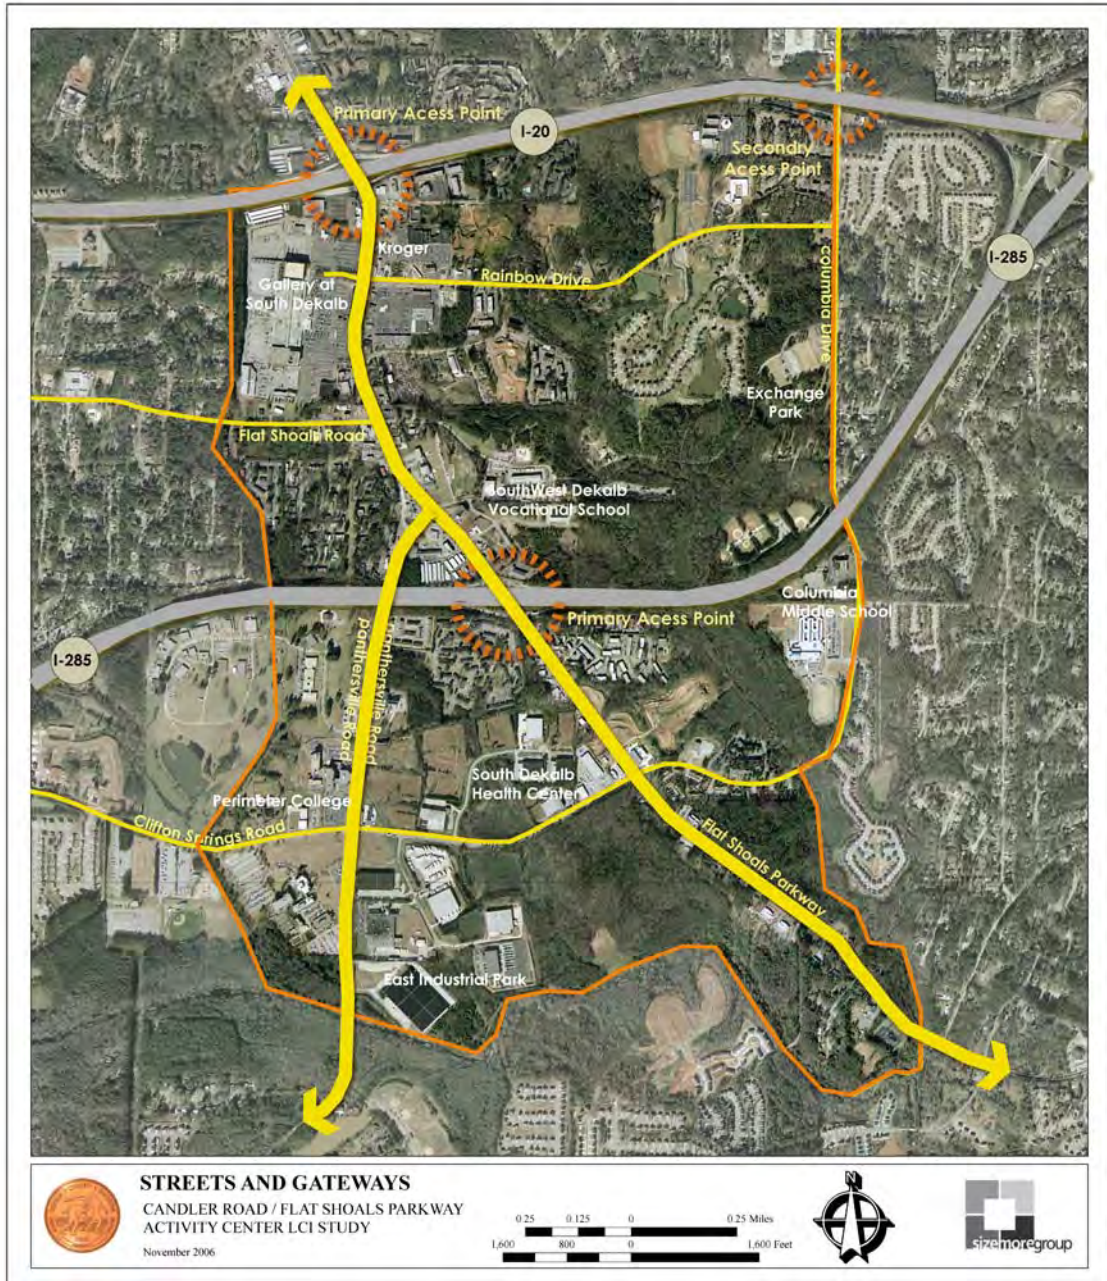 Primary Acess Point
I-20
Secondry
Acess Point
Kroger
I-285
Rainbow Drive
Gallery at
South Dekalb
Columbia Drive
Exchange
Park
Flat Shoals Road
SouthWest Dekalb
Vocational School
Columbia
Middle School
Primary Acess Point
I-285
Panthersville Road
Panthersville Road
South Dekalb
Health Center
Perimeter College
Clifton Springs Road
Flat Shoals Parkway
East Industrial Park
STREETS AND GATEWAYS
CANDLER ROAD / FLAT SHOALS PARKWAY
ACTIVITY CENTER LCI STUDY
November 2006
0.25 0.125 0 0.25 Miles
1,600 800 0 1,600 Feet
N
sizemoregroup